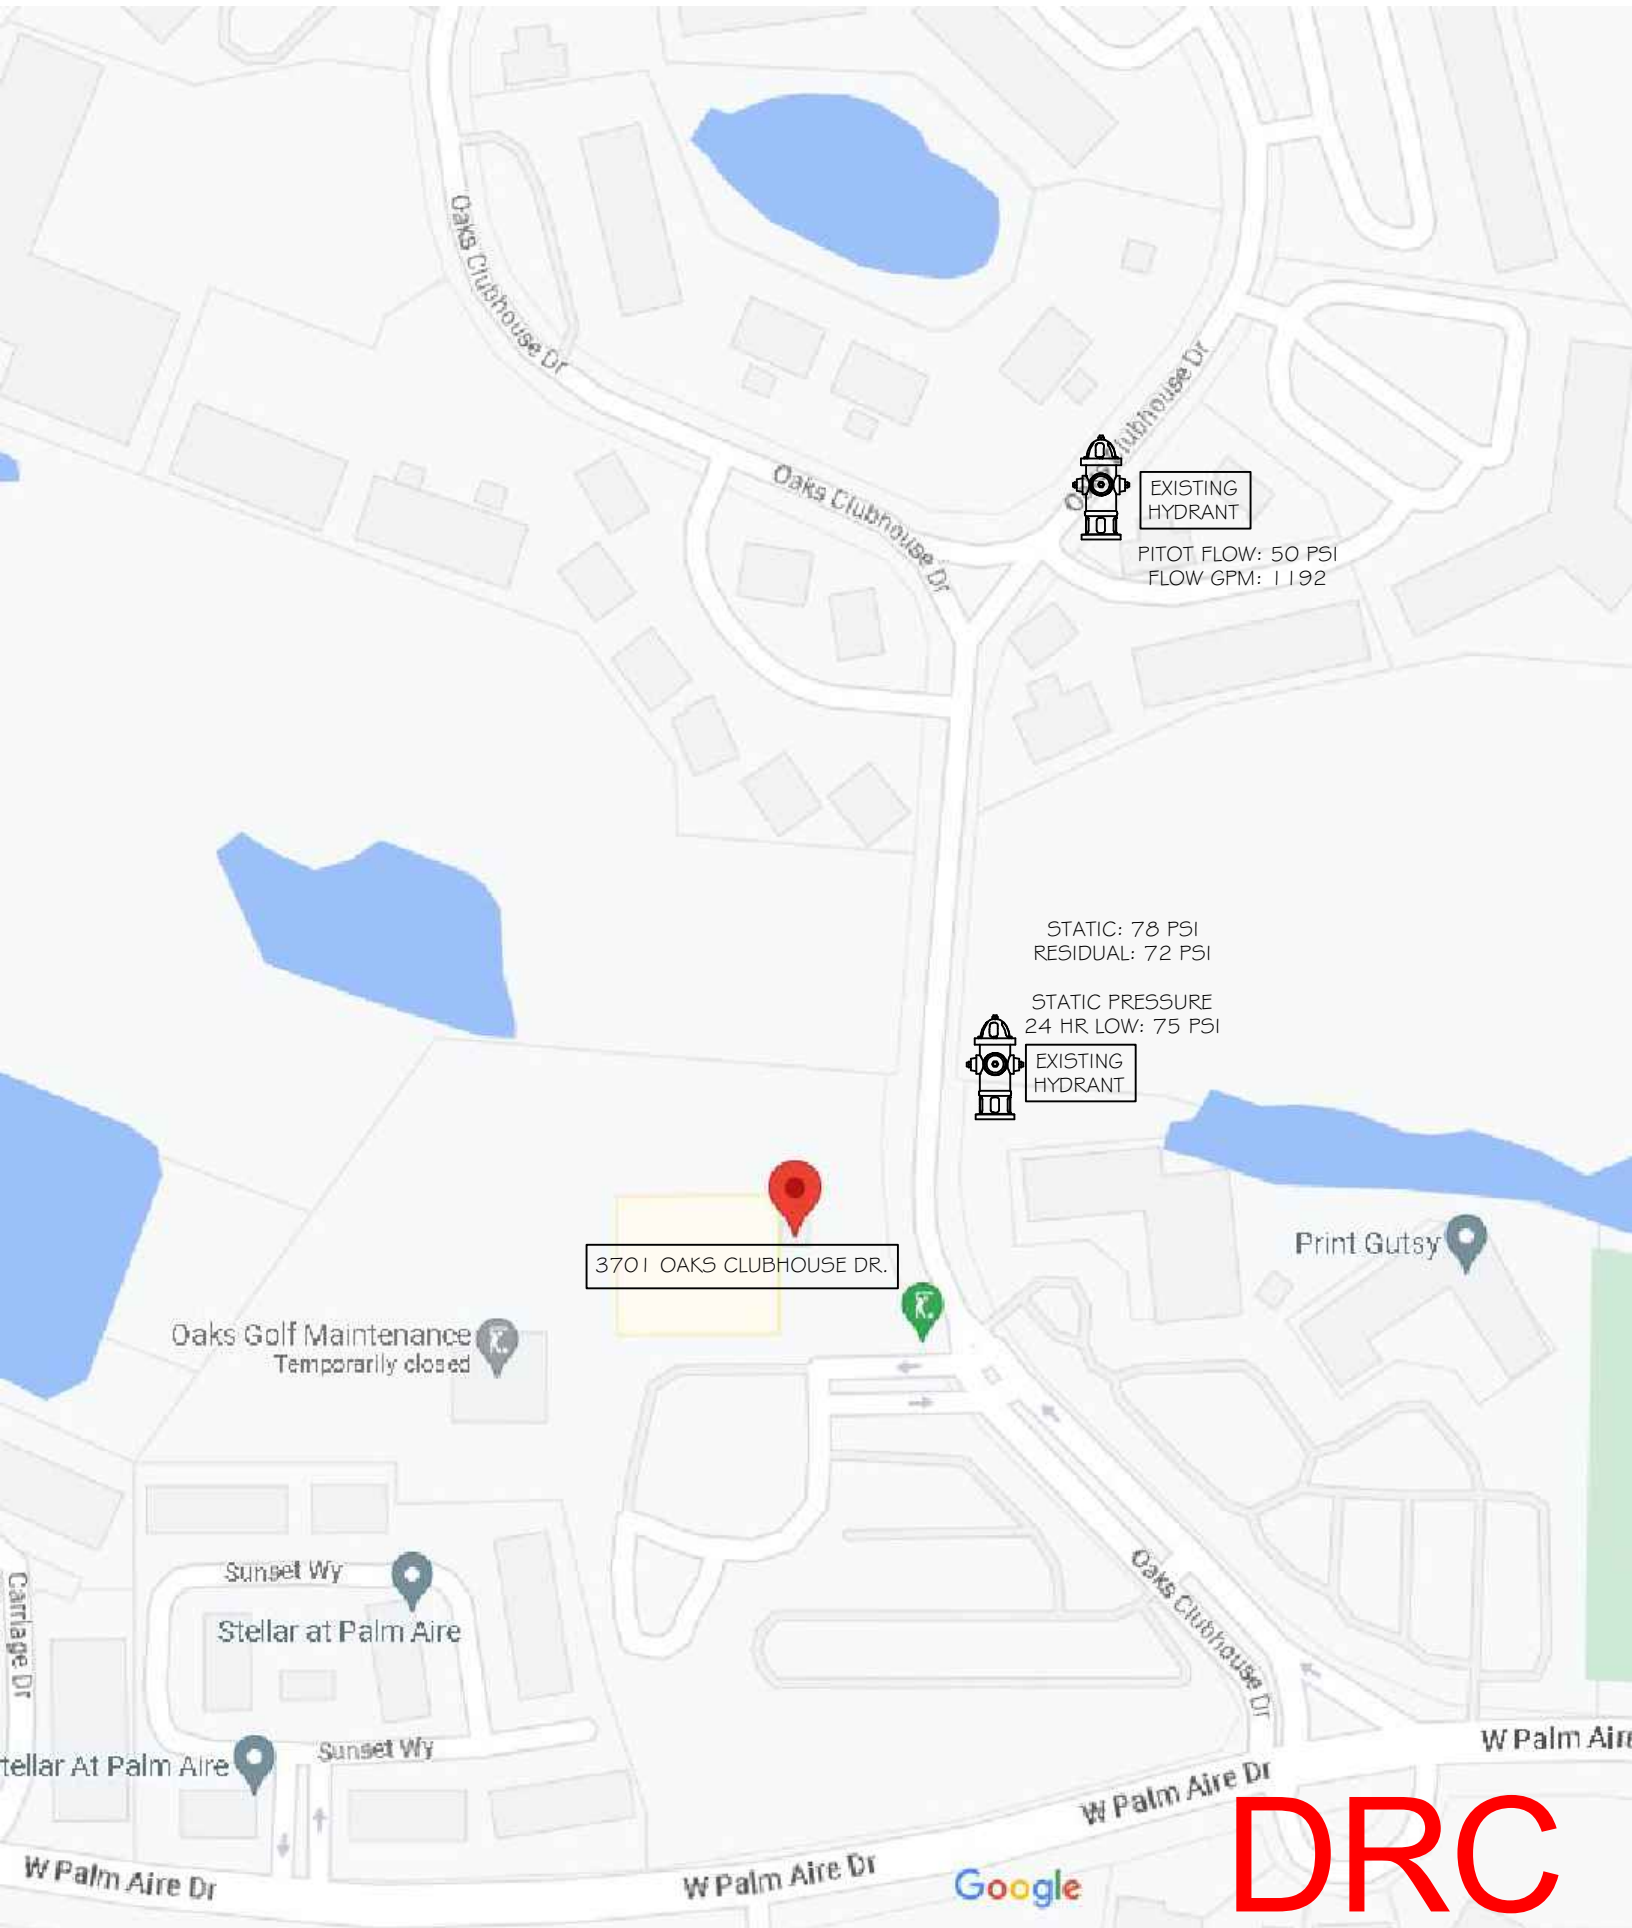 Oaks Clubhouse Dr
Oaks Clubhouse Dr
Oaks Clubhouse Dr
EXISTING
HYDRANT
PITOT FLOW: 50 PSI
FLOW GPM: 1192
STATIC: 78 PSI
RESIDUAL: 72 PSI
STATIC PRESSURE
24 HR LOW: 75 PSI
EXISTING
HYDRANT
Print Gutsy
3701 OAKS CLUBHOUSE DR.
Oaks Golf Maintenance
Temporarily closed
Oaks Clubhouse Dr
Carriage Dr
Sunset Wy
Stellar at Palm Aire
Sunset Wy
tellar At Palm Aire
W Palm Aire
W Palm Aire Dr
W Palm Aire Dr
W Palm Aire Dr
Google
DRC